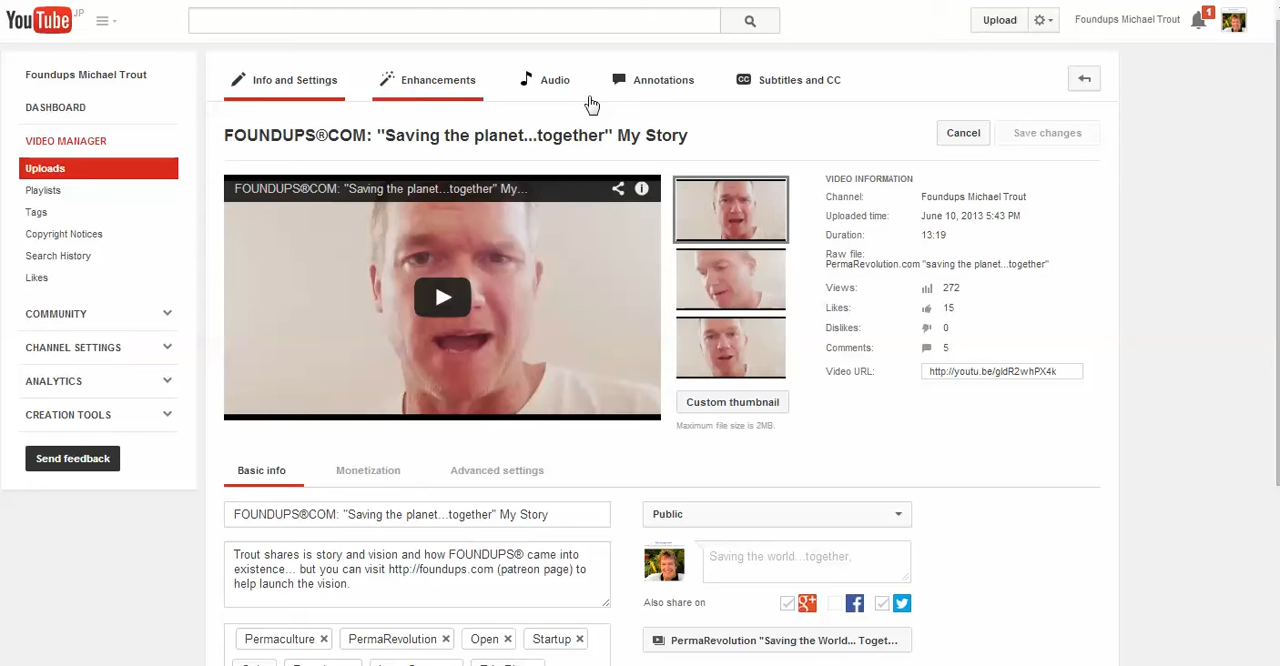 YouTube JP
Upload
Foundups Michael Trout
1
Foundups Michael Trout
DASHBOARD
VIDEO MANAGER
Uploads
Playlists
Tags
Copyright Notices
Search History
Likes
COMMUNITY
CHANNEL SETTINGS
ANALYTICS
CREATION TOOLS
Send feedback
Info and Settings
Enhancements
Audio
Annotations
CC Subtitles and CC
FOUNDUPS®COM: "Saving the planet...together" My Story
Cancel
Save changes
FOUNDUPS®COM: "Saving the planet...together" My...
Custom thumbnail
Maximum file size is 2MB.
VIDEO INFORMATION
Channel: Foundups Michael Trout
Uploaded time: June 10, 2013 5:43 PM
Duration: 13:19
Raw file:
PermaRevolution.com "saving the planet...together"
Views: 272
Likes: 15
Dislikes: 0
Comments: 5
Video URL: http://youtu.be/gldR2whPX4k
Basic info
Monetization
Advanced settings
FOUNDUPS®COM: "Saving the planet...together" My Story
Trout shares is story and vision and how FOUNDUPS® came into
existence... but you can visit http://foundups.com (patreon page) to
help launch the vision.
Permaculture x PermaRevolution x Open x Startup x
Public
Saving the world...together,
Also share on
PermaRevolution "Saving the World... Toget...